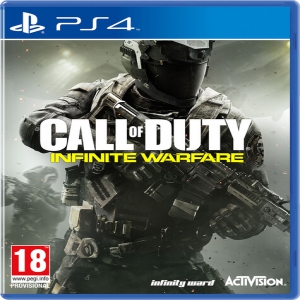 PS4
CALL OF DUTY
INFINITE WARFARE
18
www.pegi.info
PROVISIONAL
infinity ward
ACTIVISION